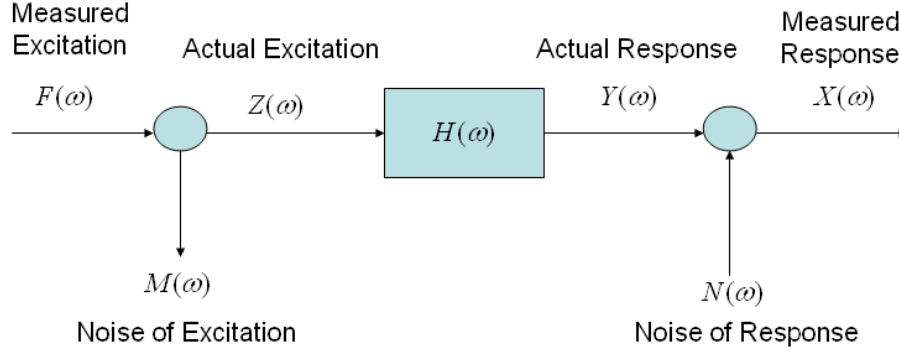 Measured
Excitation
Actual Excitation
Actual Response
Measured
Response
F(ω)
Z(ω)
H(ω)
Y(ω)
X(ω)
M(ω)
Noise of Excitation
N(ω)
Noise of Response